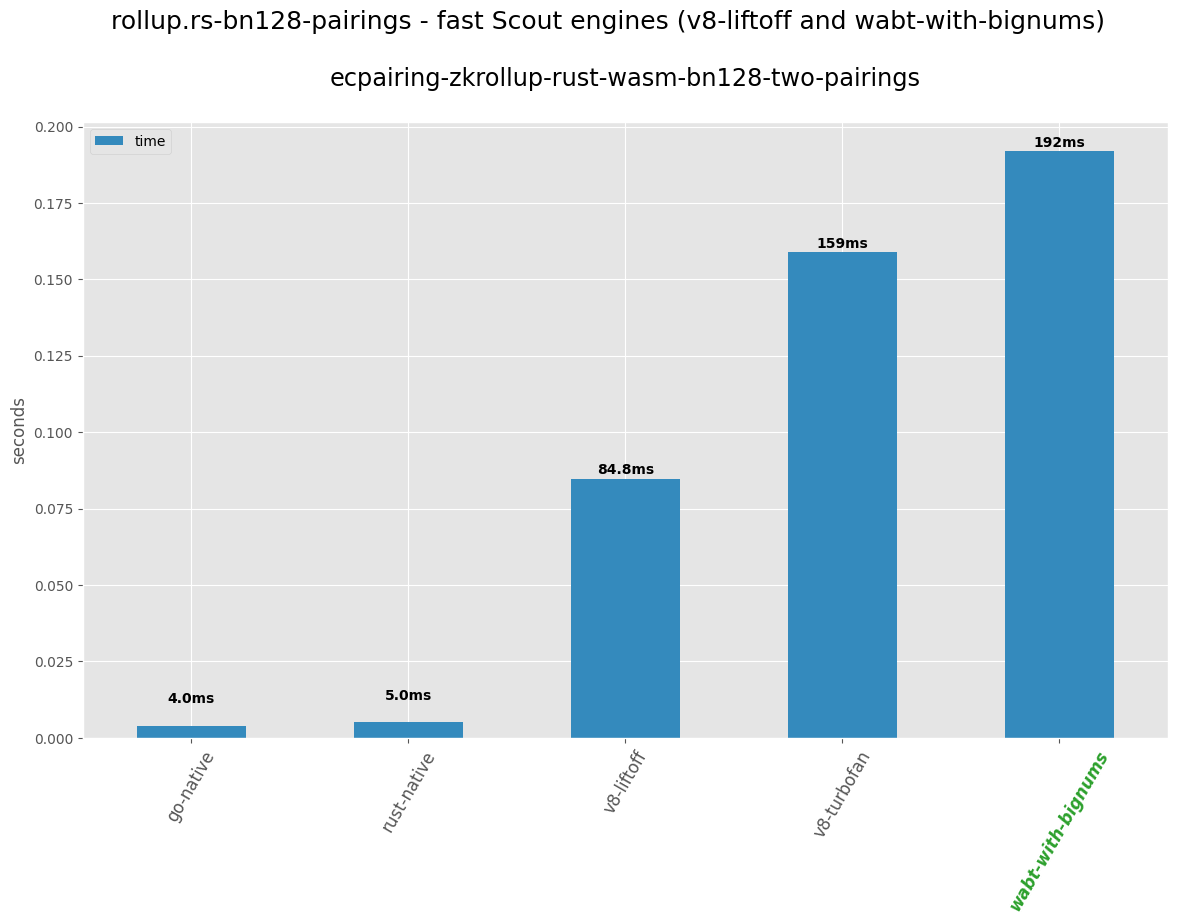 rollup.rs-bn128-pairings - fast Scout engines (v8-liftoff and wabt-with-bignums)
ecpairing-zkrollup-rust-wasm-bn128-two-pairings
time
seconds
0.200
0.175
0.150
0.125
0.100
0.075
0.050
0.025
0.000
4.0ms
5.0ms
84.8ms
159ms
192ms
go-native
rust-native
v8-liftoff
v8-turbofan
wabt-with-bignums